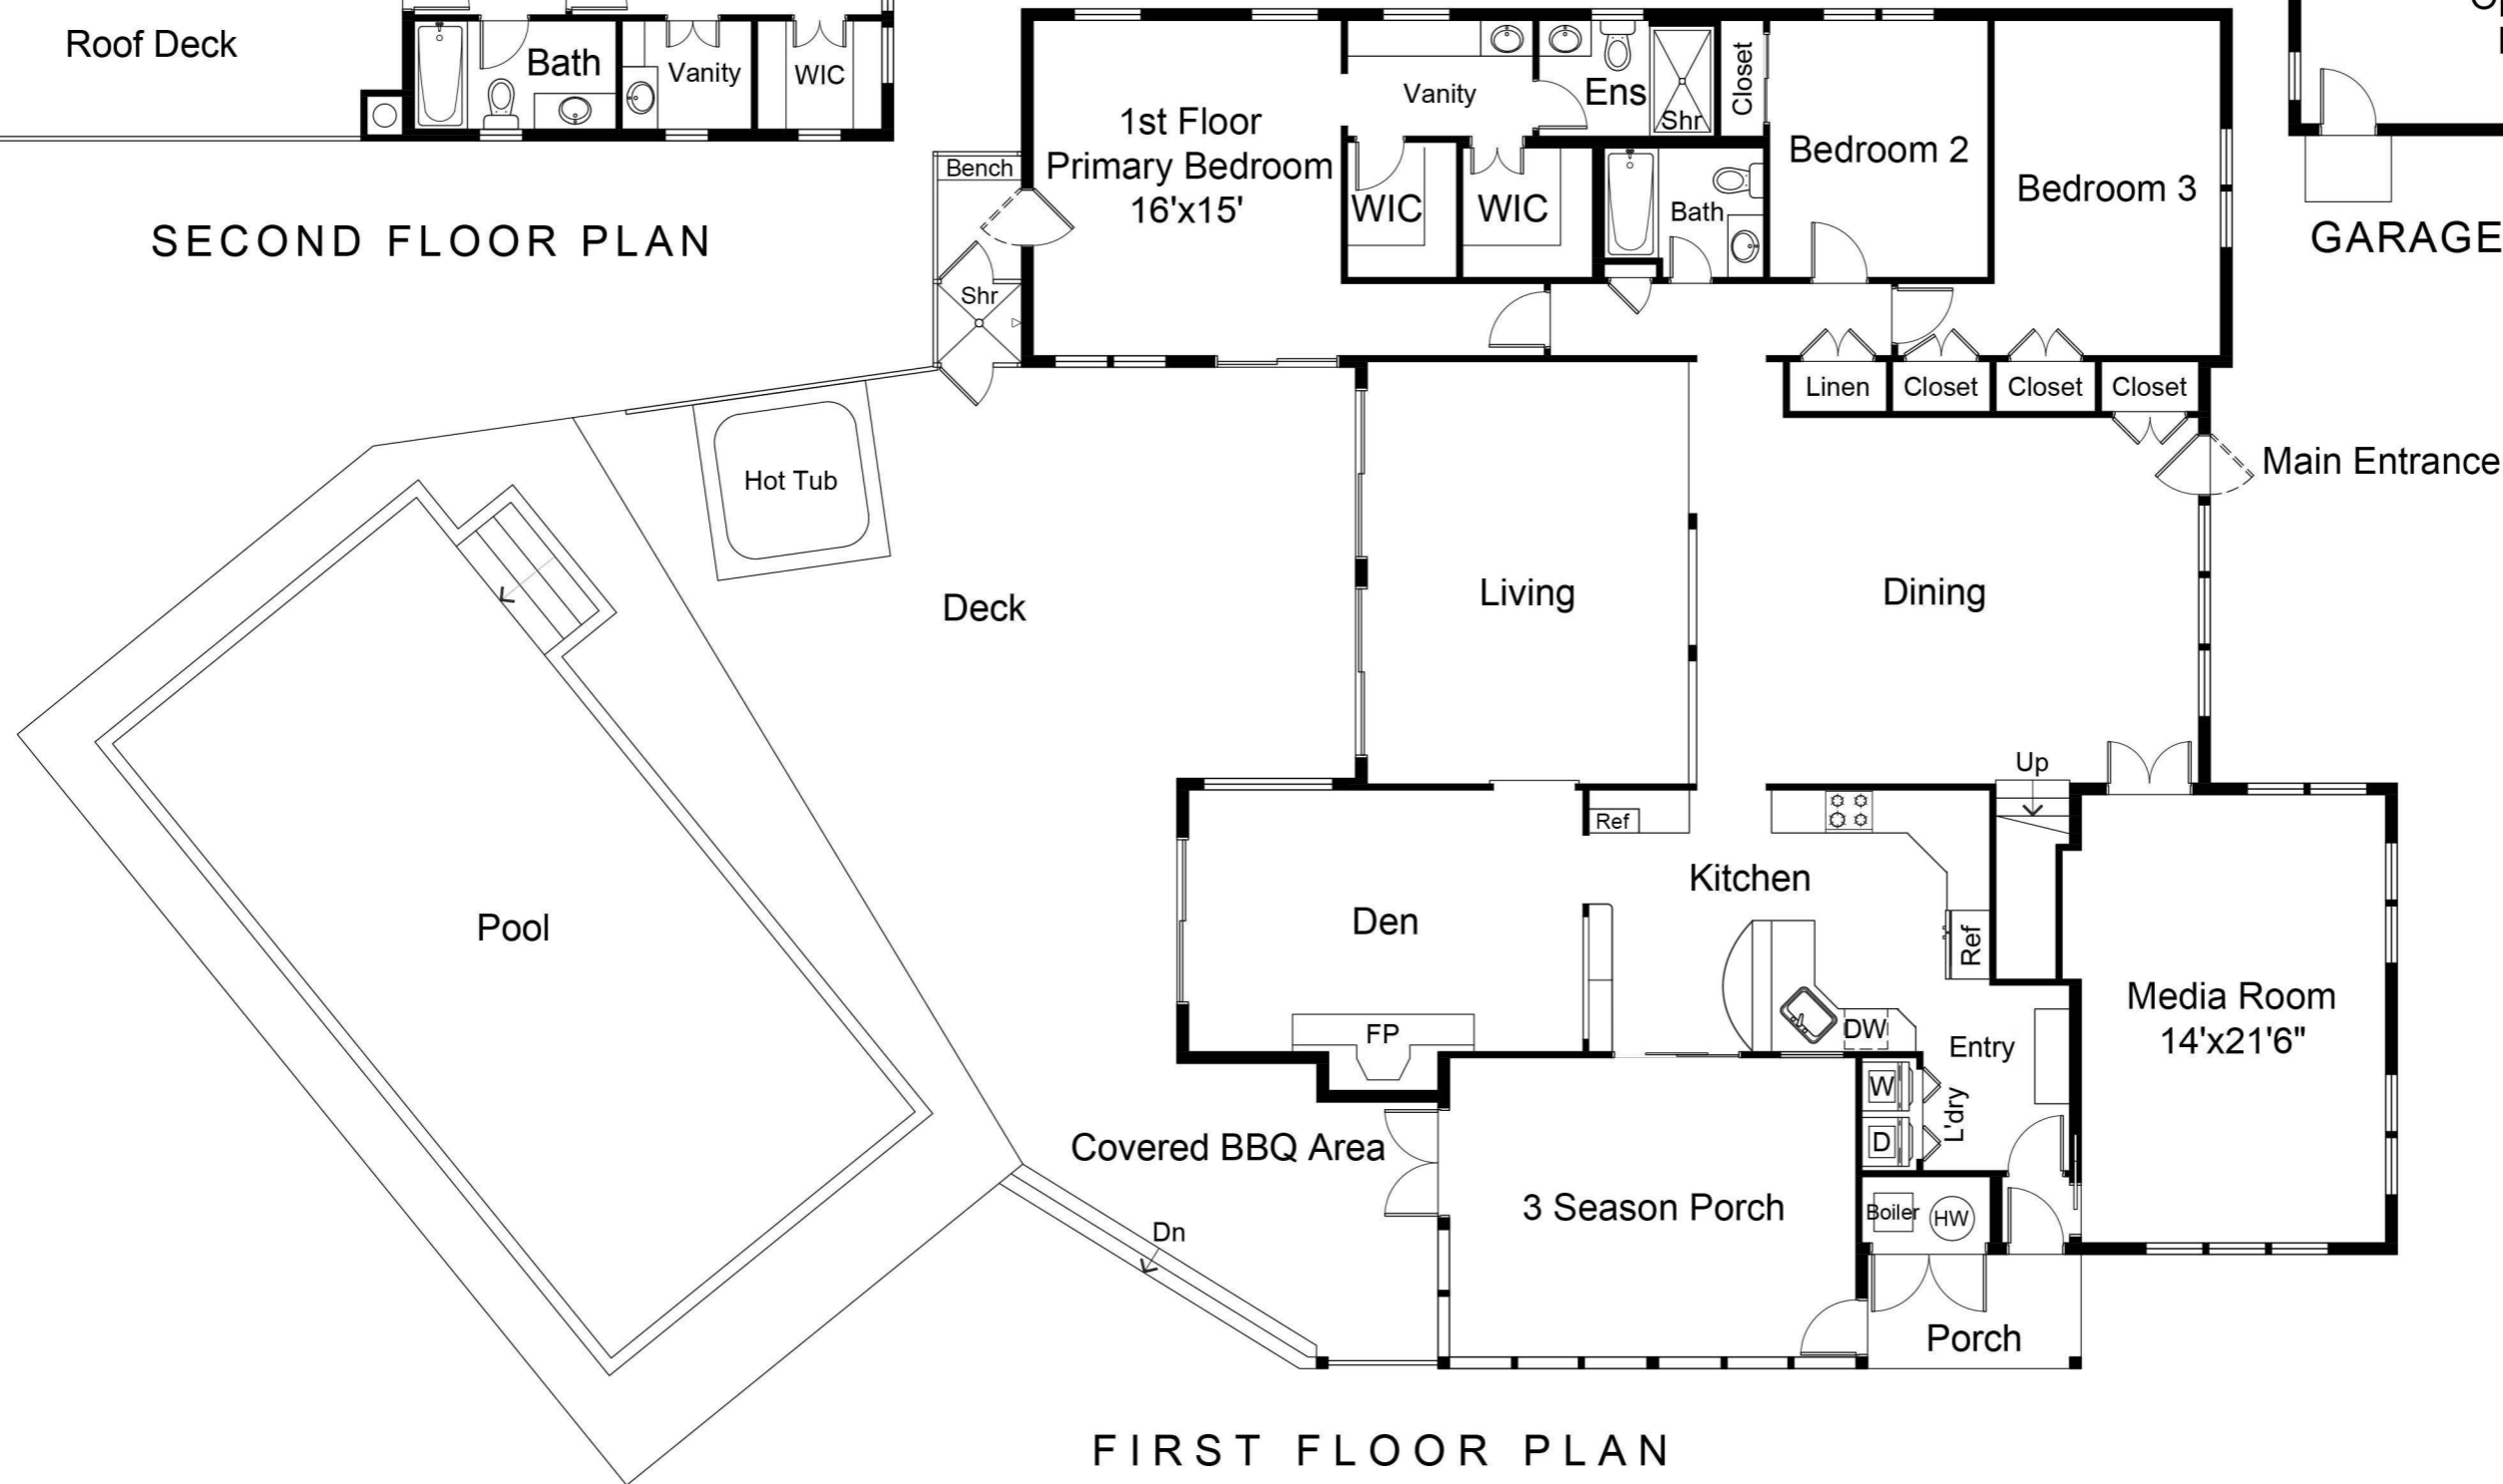 Roof Deck
Bath
Vanity
WIC
SECOND FLOOR PLAN
GARAGE
1st Floor
Primary Bedroom
16'x15'
Vanity
Ens
Shr
Closet
Bedroom 2
Bedroom 3
Bench
WIC
WIC
Bath
Shr
Linen
Closet
Closet
Closet
Main Entrance
Hot Tub
Deck
Living
Dining
Up
Ref
Kitchen
Pool
Den
Ref
Media Room
14'x21'6"
FP
DW
Entry
W
L'dry
D
Covered BBQ Area
3 Season Porch
Boiler
HW
Dn
Porch
FIRST FLOOR PLAN